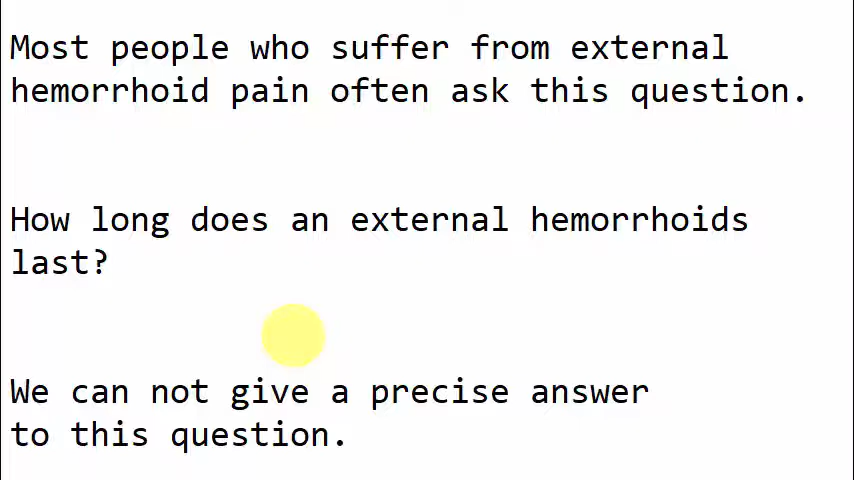 Most people who suffer from external
hemorrhoid pain often ask this question.
How long does an external hemorrhoids
last?
We can not give a precise answer
to this question.